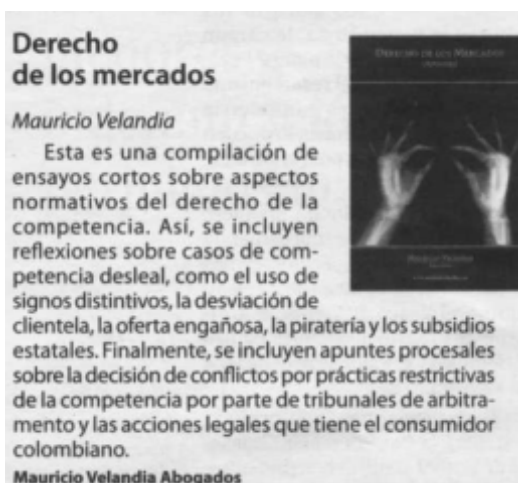 Derecho
de los mercados
DERECHO DE LOS MERCADOS
Mauricio Velandia
Esta es una compilación de
ensayos cortos sobre aspectos
normativos del derecho de la
competencia. Así, se incluyen
reflexiones sobre casos de com-
petencia desleal, como el uso de
signos distintivos, la desviación de
clientela, la oferta engañosa, la piratería y los subsidios
estatales. Finalmente, se incluyen apuntes procesales
sobre la decisión de conflictos por prácticas restrictivas
de la competencia por parte de tribunales de arbitra-
mento y las acciones legales que tiene el consumidor
colombiano.
Mauricio Velandia Abogados